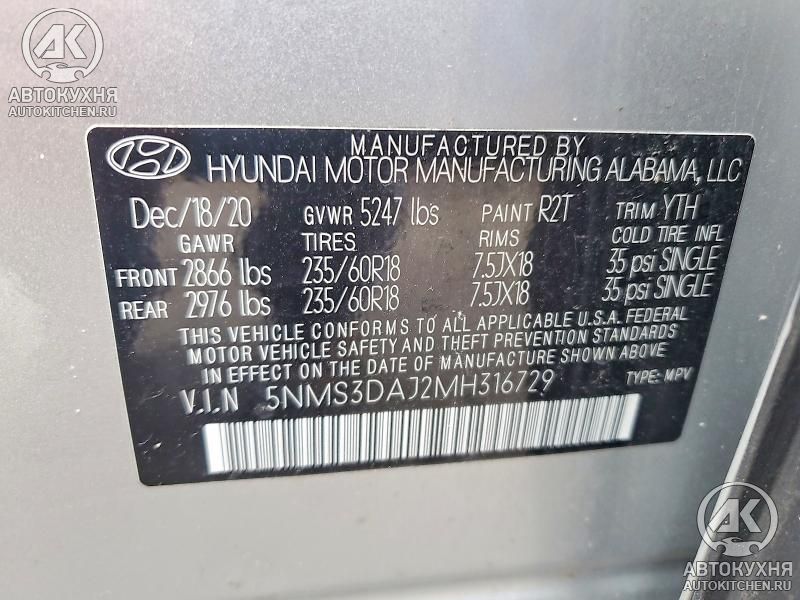 AK
АВТОКУХНЯ
AUTOKITCHEN.RU
MANUFACTURED BY
HYUNDAI MOTOR MANUFACTURING ALABAMA, LLC
Dec/18/20 GVWR 5247 lbs PAINT R2T TRIM YTH
GAWR TIRES RIMS COLD TIRE INFL
FRONT 2866 lbs 235/60R18 7.5JX18 35 psi SINGLE
REAR 2976 lbs 235/60R18 7.5JX18 35 psi SINGLE
THIS VEHICLE CONFORMS TO ALL APPLICABLE U.S.A. FEDERAL
MOTOR VEHICLE SAFETY AND THEFT PREVENTION STANDARDS
IN EFFECT ON THE DATE OF MANUFACTURE SHOWN ABOVE.
V.I.N 5NMS3DAJ2MH316729 TYPE: MPV
AK
АВТОКУХНЯ
AUTOKITCHEN.RU